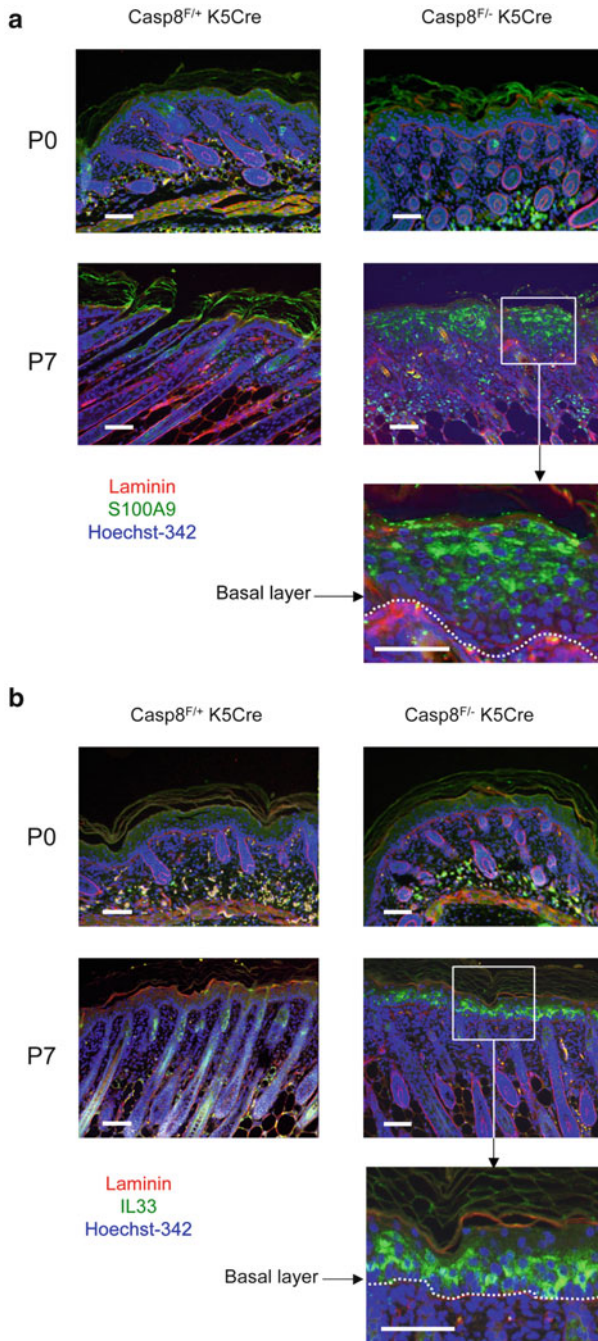 a
Casp8F/+ K5Cre Casp8F/- K5Cre
P0
P7
Laminin
S100A9
Hoechst-342
Basal layer
b
Casp8F/+ K5Cre Casp8F/- K5Cre
P0
P7
Laminin
IL33
Hoechst-342
Basal layer